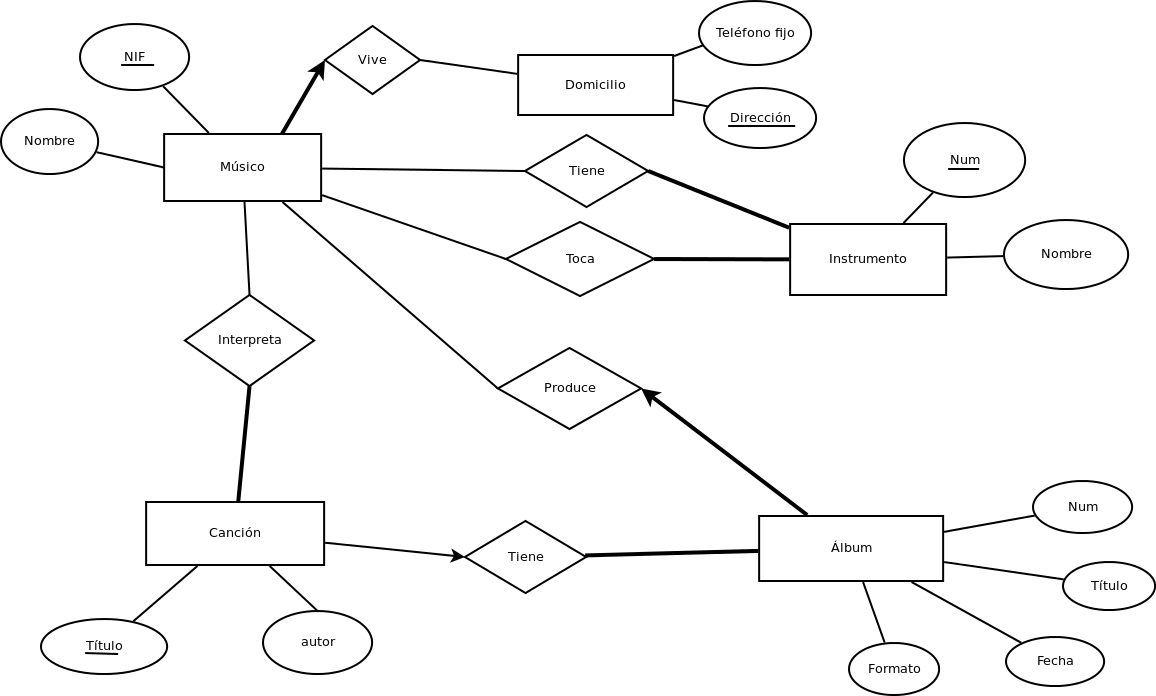 Teléfono fijo
NIF
Vive
Domicilio
Dirección
Nombre
Músico
Tiene
Num
Toca
Instrumento
Nombre
Interpreta
Produce
Num
Canción
Tiene
Álbum
Título
Título
autor
Formato
Fecha